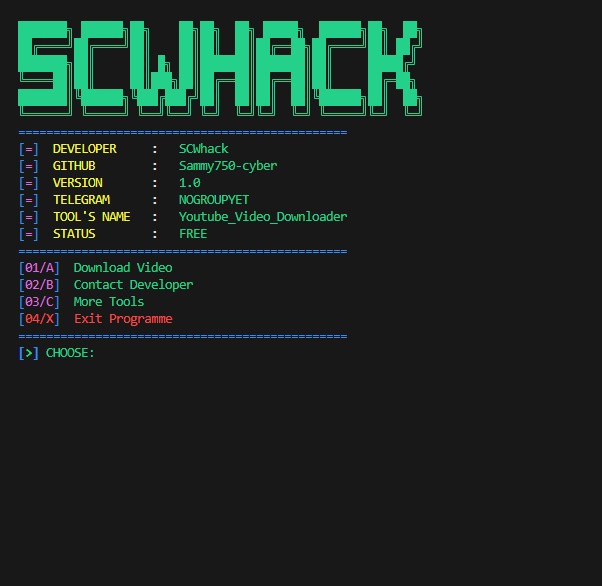 SCWHACK
===============================================
[=] DEVELOPER : SCWhack
[=] GITHUB : Sammy750-cyber
[=] VERSION : 1.0
[=] TELEGRAM : NOGROUPYET
[=] TOOL'S NAME : Youtube_Video_Downloader
[=] STATUS : FREE
===============================================
[01/A] Download Video
[02/B] Contact Developer
[03/C] More Tools
[04/X] Exit Programme
===============================================
[>] CHOOSE: